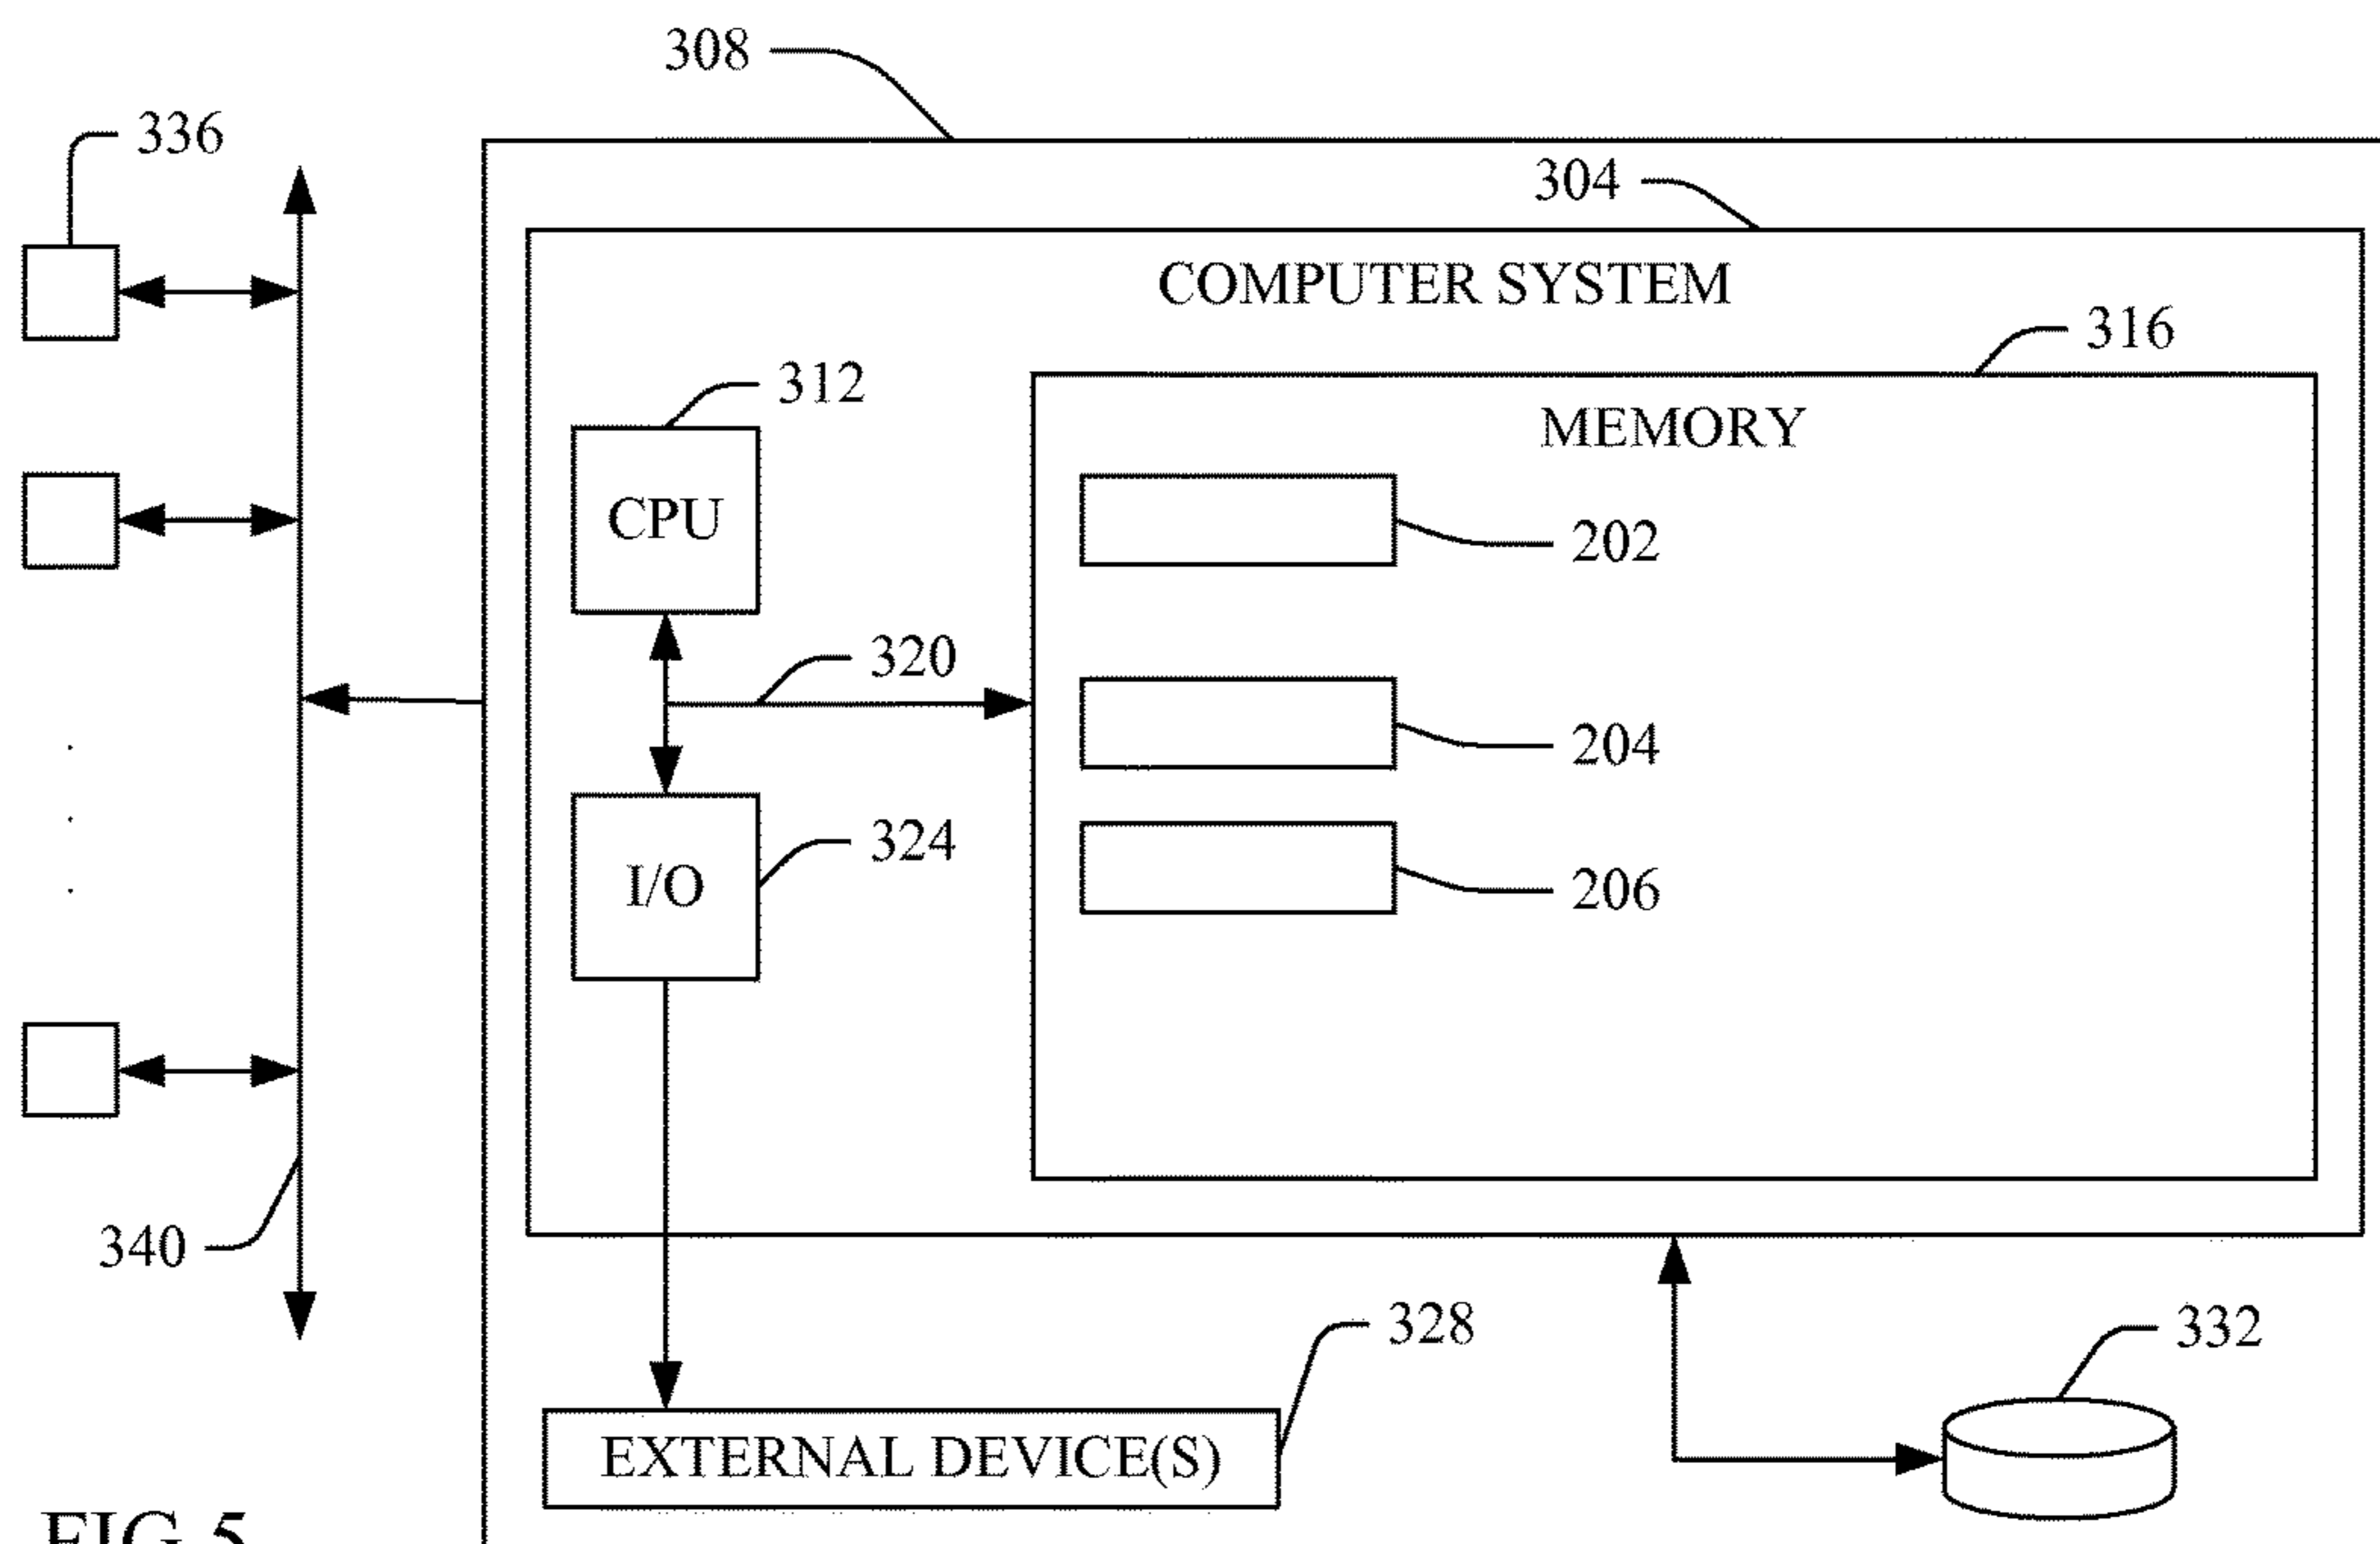 308
336
304
COMPUTER SYSTEM
316
312
MEMORY
CPU
202
320
204
324
I/O
206
340
328
332
EXTERNAL DEVICE(S)
FIG.5